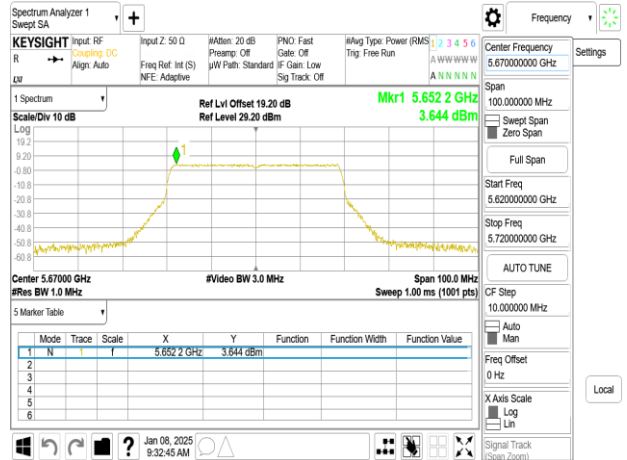 Spectrum Analyzer 1
Swept SA
Frequency
KEYSIGHT
R
Input: RF
Coupling: DC
Align: Auto
Input Z: 50 Ω
Freq Ref: Int (S)
NFE: Adaptive
#Atten: 20 dB
Preamp: Off
µW Path: Standard
PNO: Fast
Gate: Off
IF Gain: Low
Sig Track: Off
#Avg Type: Power (RMS
Trig: Free Run
1 2 3 4 5 6
A W W W W W
A N N N N N
1 Spectrum
Scale/Div 10 dB
Ref Lvl Offset 19.20 dB
Ref Level 29.20 dBm
Mkr1 5.652 2 GHz
3.644 dBm
Log
19.2
9.20
-0.80
-10.8
-20.8
-30.8
-40.8
-50.8
-60.8
1
Center 5.67000 GHz
#Res BW 1.0 MHz
#Video BW 3.0 MHz
Span 100.0 MHz
Sweep 1.00 ms (1001 pts)
5 Marker Table
Mode Trace Scale X Y Function Function Width Function Value
1 N 1 f 5.652 2 GHz 3.644 dBm
2
3
4
5
6
Jan 08, 2025
9:32:45 AM
Center Frequency
5.670000000 GHz
Settings
Span
100.000000 MHz
Swept Span
Zero Span
Full Span
Start Freq
5.620000000 GHz
Stop Freq
5.720000000 GHz
AUTO TUNE
CF Step
10.000000 MHz
Auto
Man
Freq Offset
0 Hz
X Axis Scale
Log
Lin
Local
Signal Track
(Span Zoom)